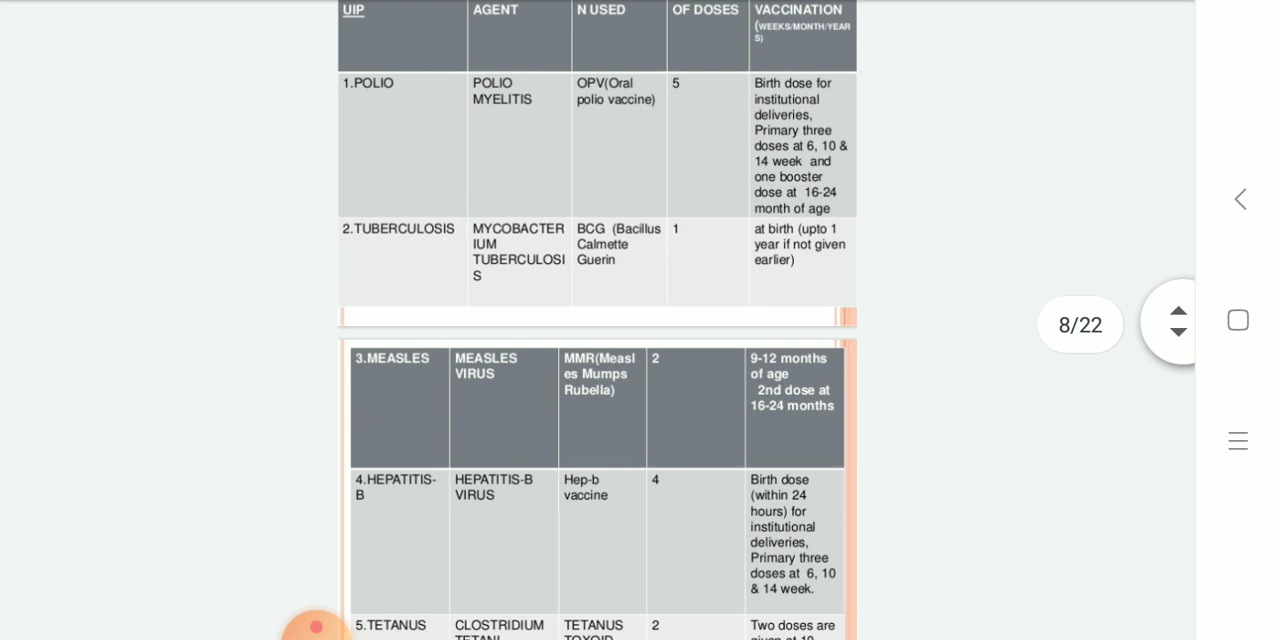 UIP AGENT N USED OF DOSES VACCINATION
(WEEKS/MONTH/YEAR
S)
1.POLIO POLIO OPV(Oral 5 Birth dose for
MYELITIS polio vaccine) institutional
deliveries,
Primary three
doses at 6, 10 &
14 week and
one booster
dose at 16-24
month of age
2.TUBERCULOSIS MYCOBACTER BCG (Bacillus 1 at birth (upto 1
IUM Calmette year if not given
TUBERCULOSI Guerin earlier)
S
8/22
3.MEASLES MEASLES MMR(Measl 2 9-12 months
VIRUS es Mumps of age
Rubella) 2nd dose at
16-24 months
4.HEPATITIS- HEPATITIS-B Hep-b 4 Birth dose
B VIRUS vaccine (within 24
hours) for
institutional
deliveries,
Primary three
doses at 6, 10
& 14 week.
5.TETANUS CLOSTRIDIUM TETANUS 2 Two doses are
TETANI TOXOID given at 10